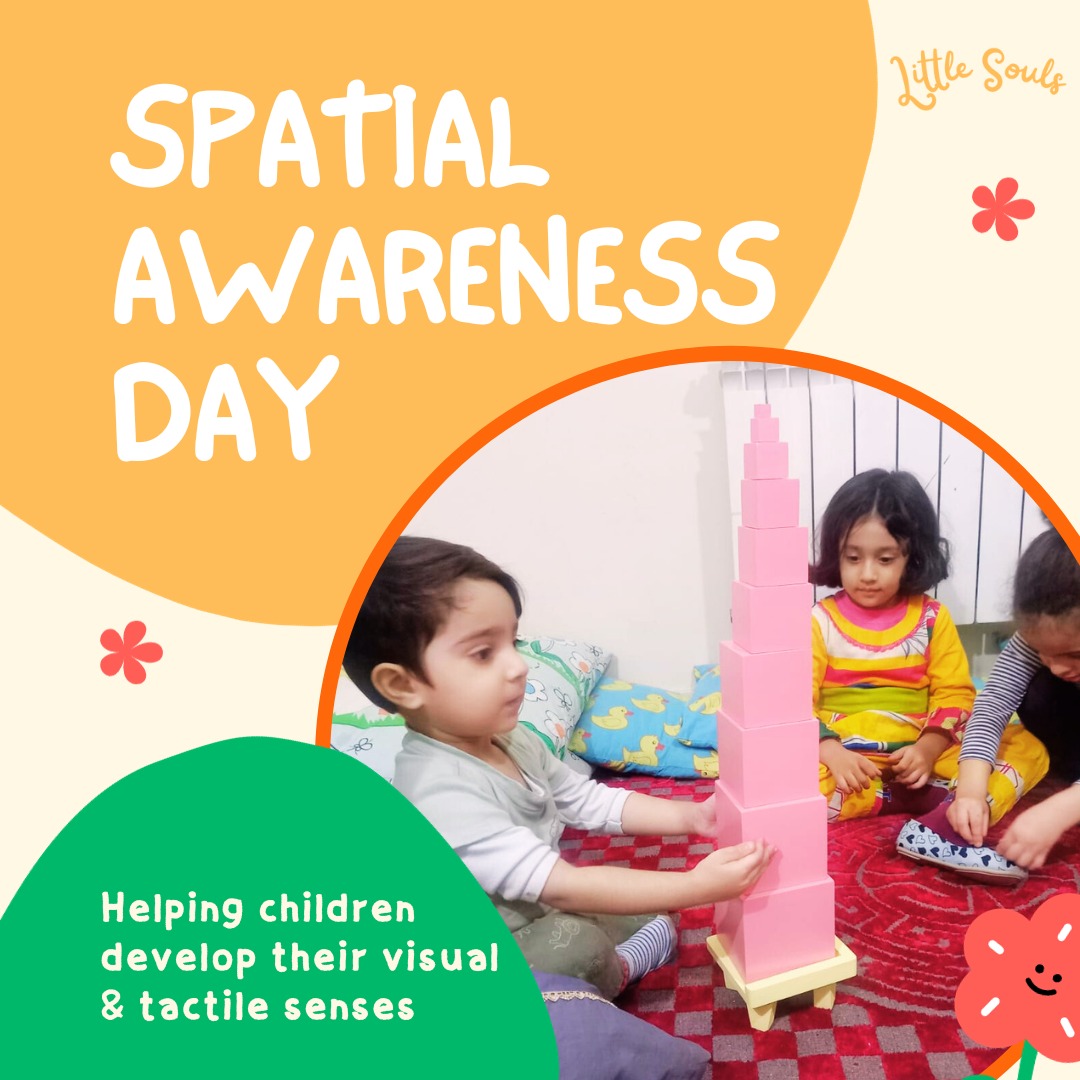 Little Souls
SPATIAL
AWARENESS
DAY
Helping children
develop their visual
& tactile senses